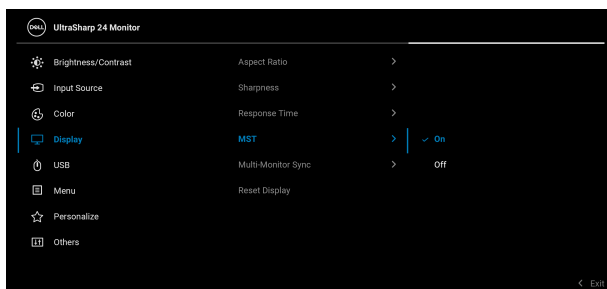 DELL UltraSharp 24 Monitor
Brightness/Contrast Aspect Ratio
Input Source Sharpness
Color Response Time
Display MST On
USB Multi-Monitor Sync Off
Menu Reset Display
Personalize
Others
Exit